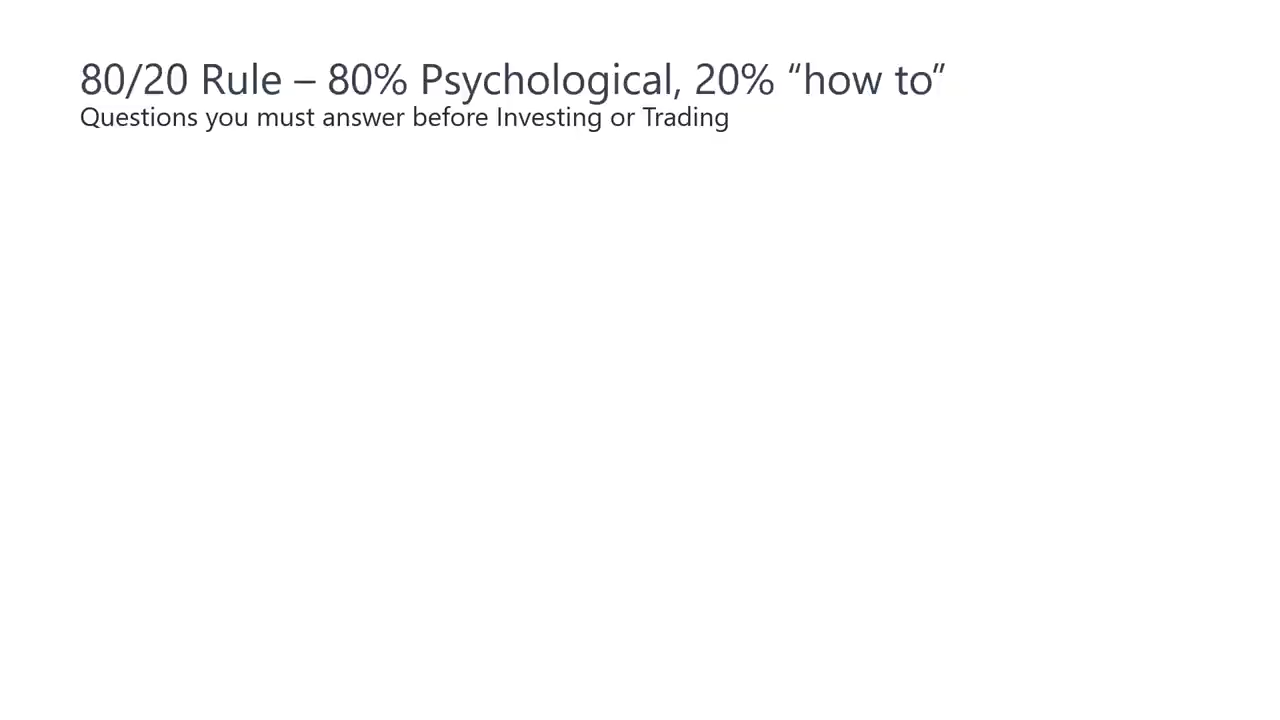 80/20 Rule – 80% Psychological, 20% “how to”
Questions you must answer before Investing or Trading